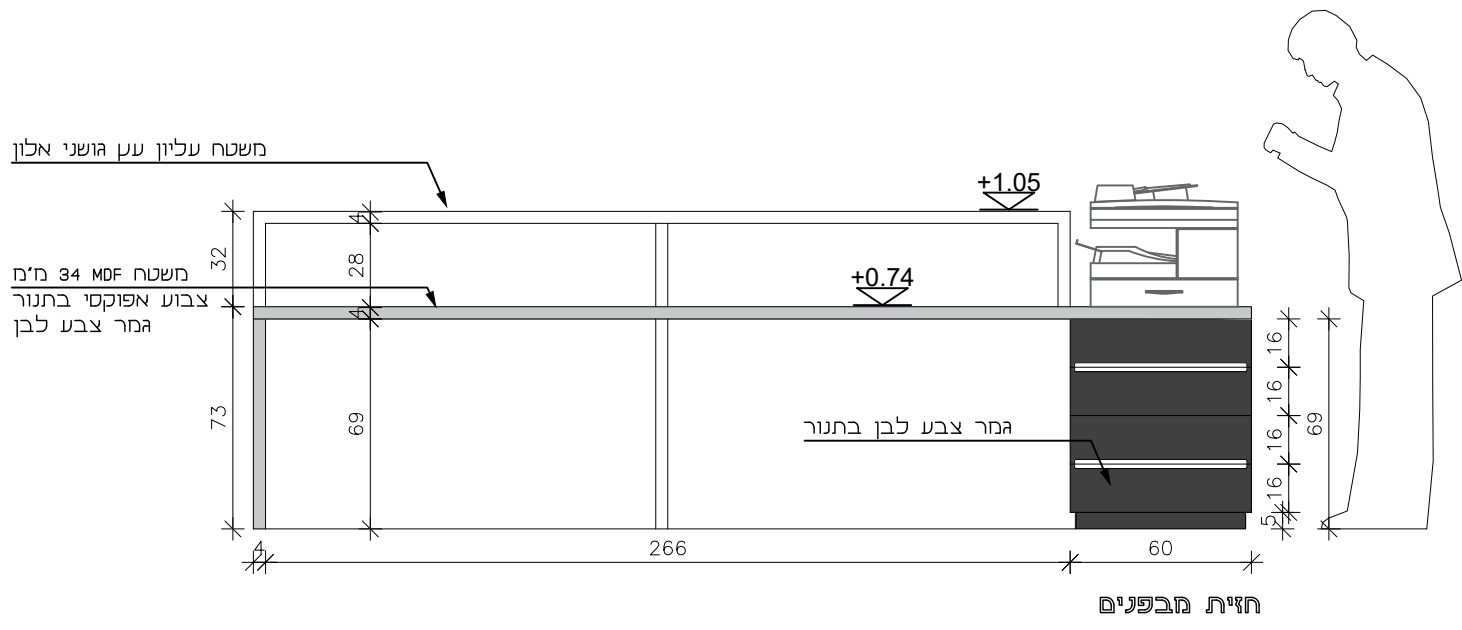 משטח עליון עץ גושני אלון
+1.05
4
32
28
משטח MDF 34 מ"מ
צבוע אפוקסי בתנור
גמר צבע לבן
+0.74
4
73
69
גמר צבע לבן בתנור
16
16
16
16
5
69
4
266
60
חזית מבפנים